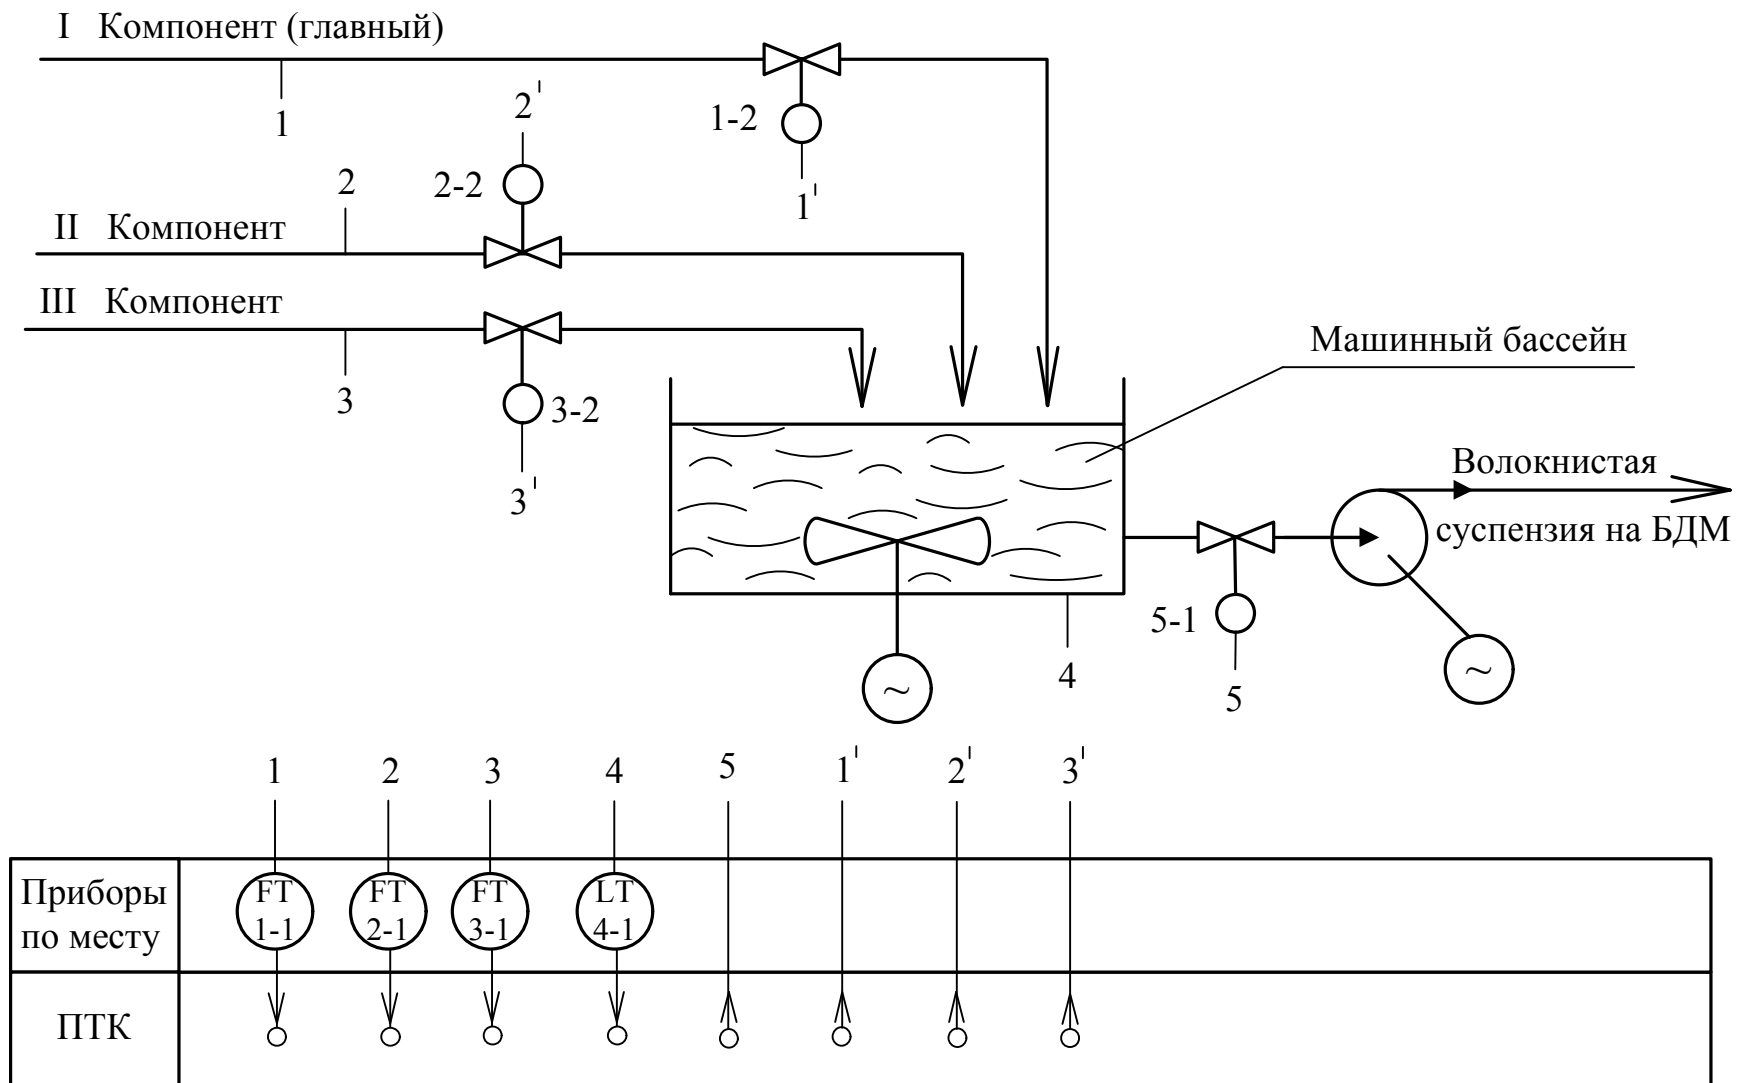 I Компонент (главный)
1
2'
1-2
1'
2
2-2
II Компонент
III Компонент
3
3-2
3'
Машинный бассейн
Волокнистая
суспензия на БДМ
5-1
4
5
~
~
1 2 3 4 5 1' 2' 3'
Приборы
по месту
FT
1-1
FT
2-1
FT
3-1
LT
4-1
ПТК